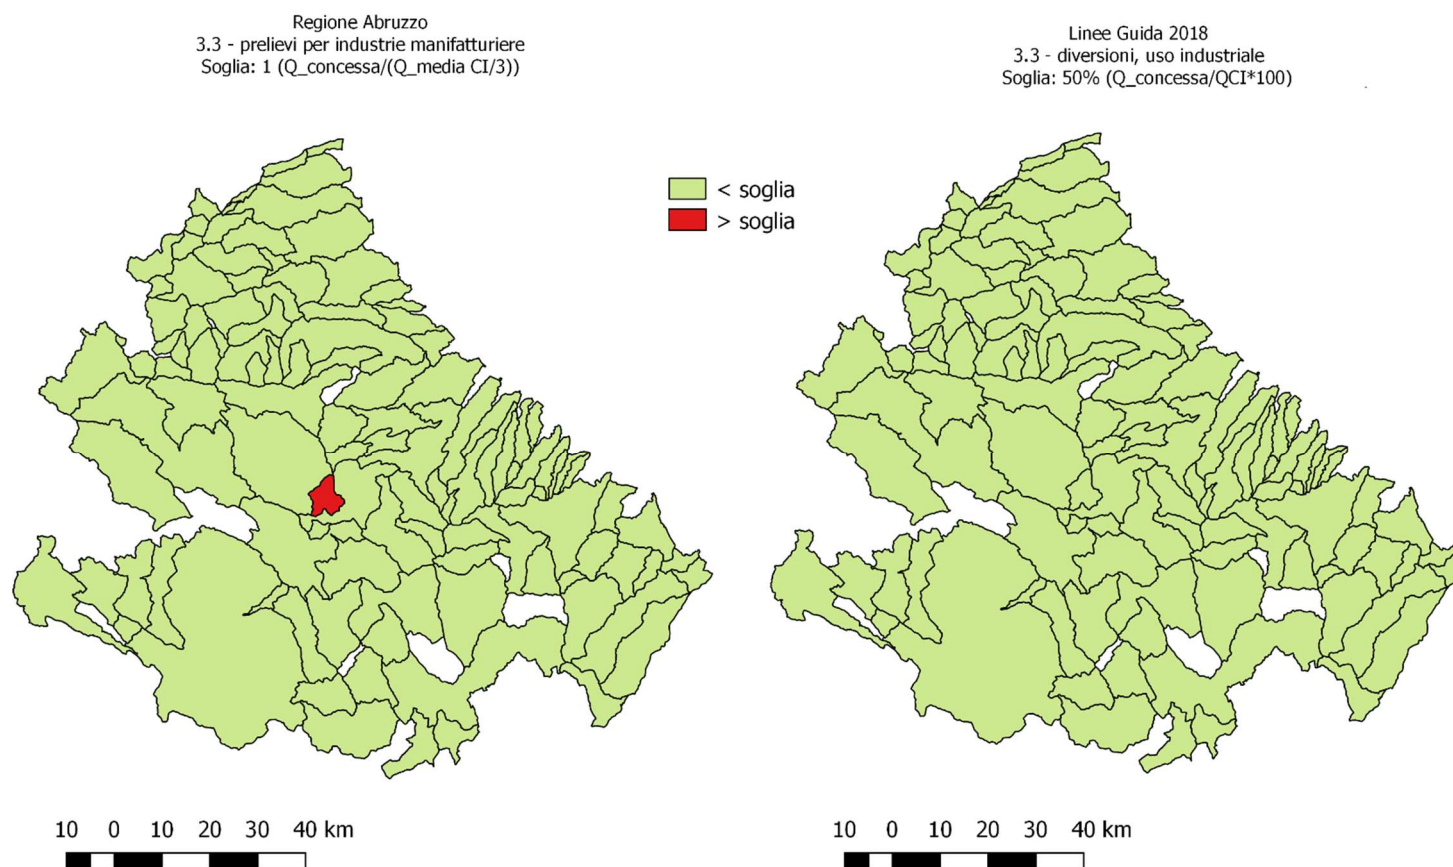 Regione Abruzzo
3.3 - prelievi per industrie manifatturiere
Soglia: 1 (Q_concessa/(Q_media CI/3))
Linee Guida 2018
3.3 - diversioni, uso industriale
Soglia: 50% (Q_concessa/QCI*100)
< soglia
> soglia
10 0 10 20 30 40 km
10 0 10 20 30 40 km